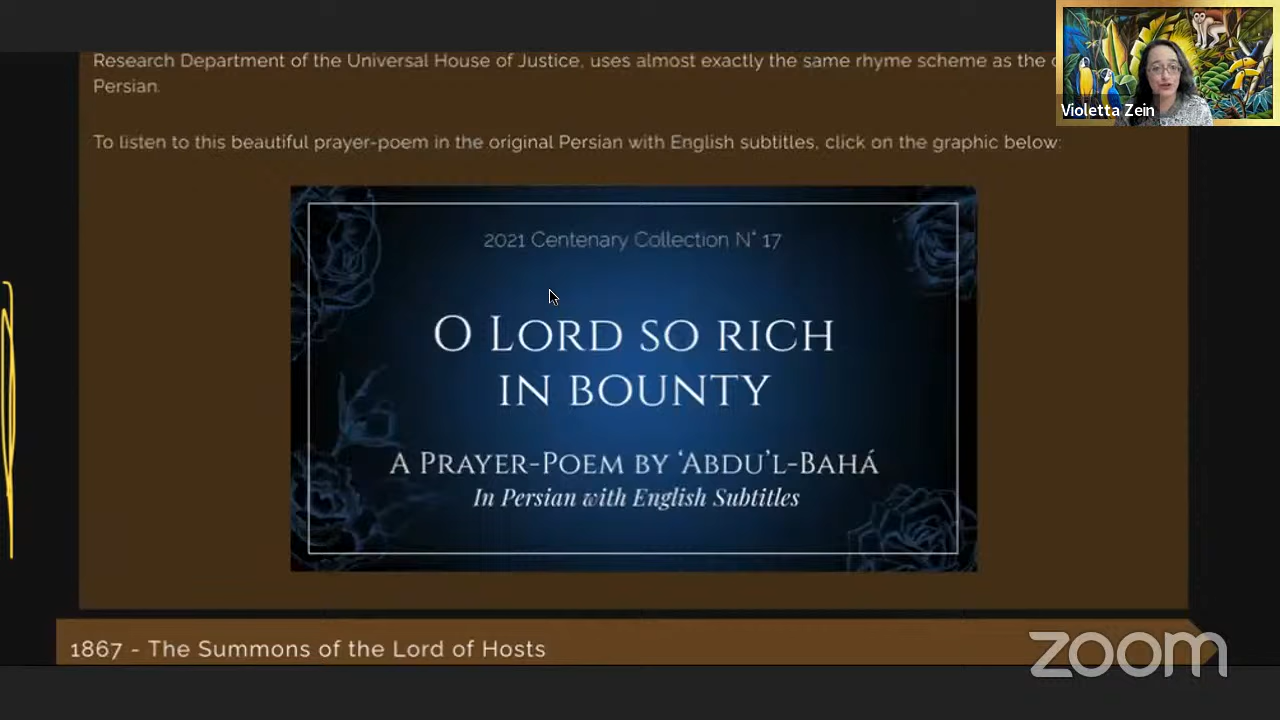 Research Department of the Universal House of Justice, uses almost exactly the same rhyme scheme as the
Persian.
Violetta Zein
To listen to this beautiful prayer-poem in the original Persian with English subtitles, click on the graphic below:
2021 Centenary Collection N° 17
O LORD SO RICH
IN BOUNTY
A PRAYER-POEM BY ‘ABDU’L-BAHÁ
In Persian with English Subtitles
1867 - The Summons of the Lord of Hosts
zoom